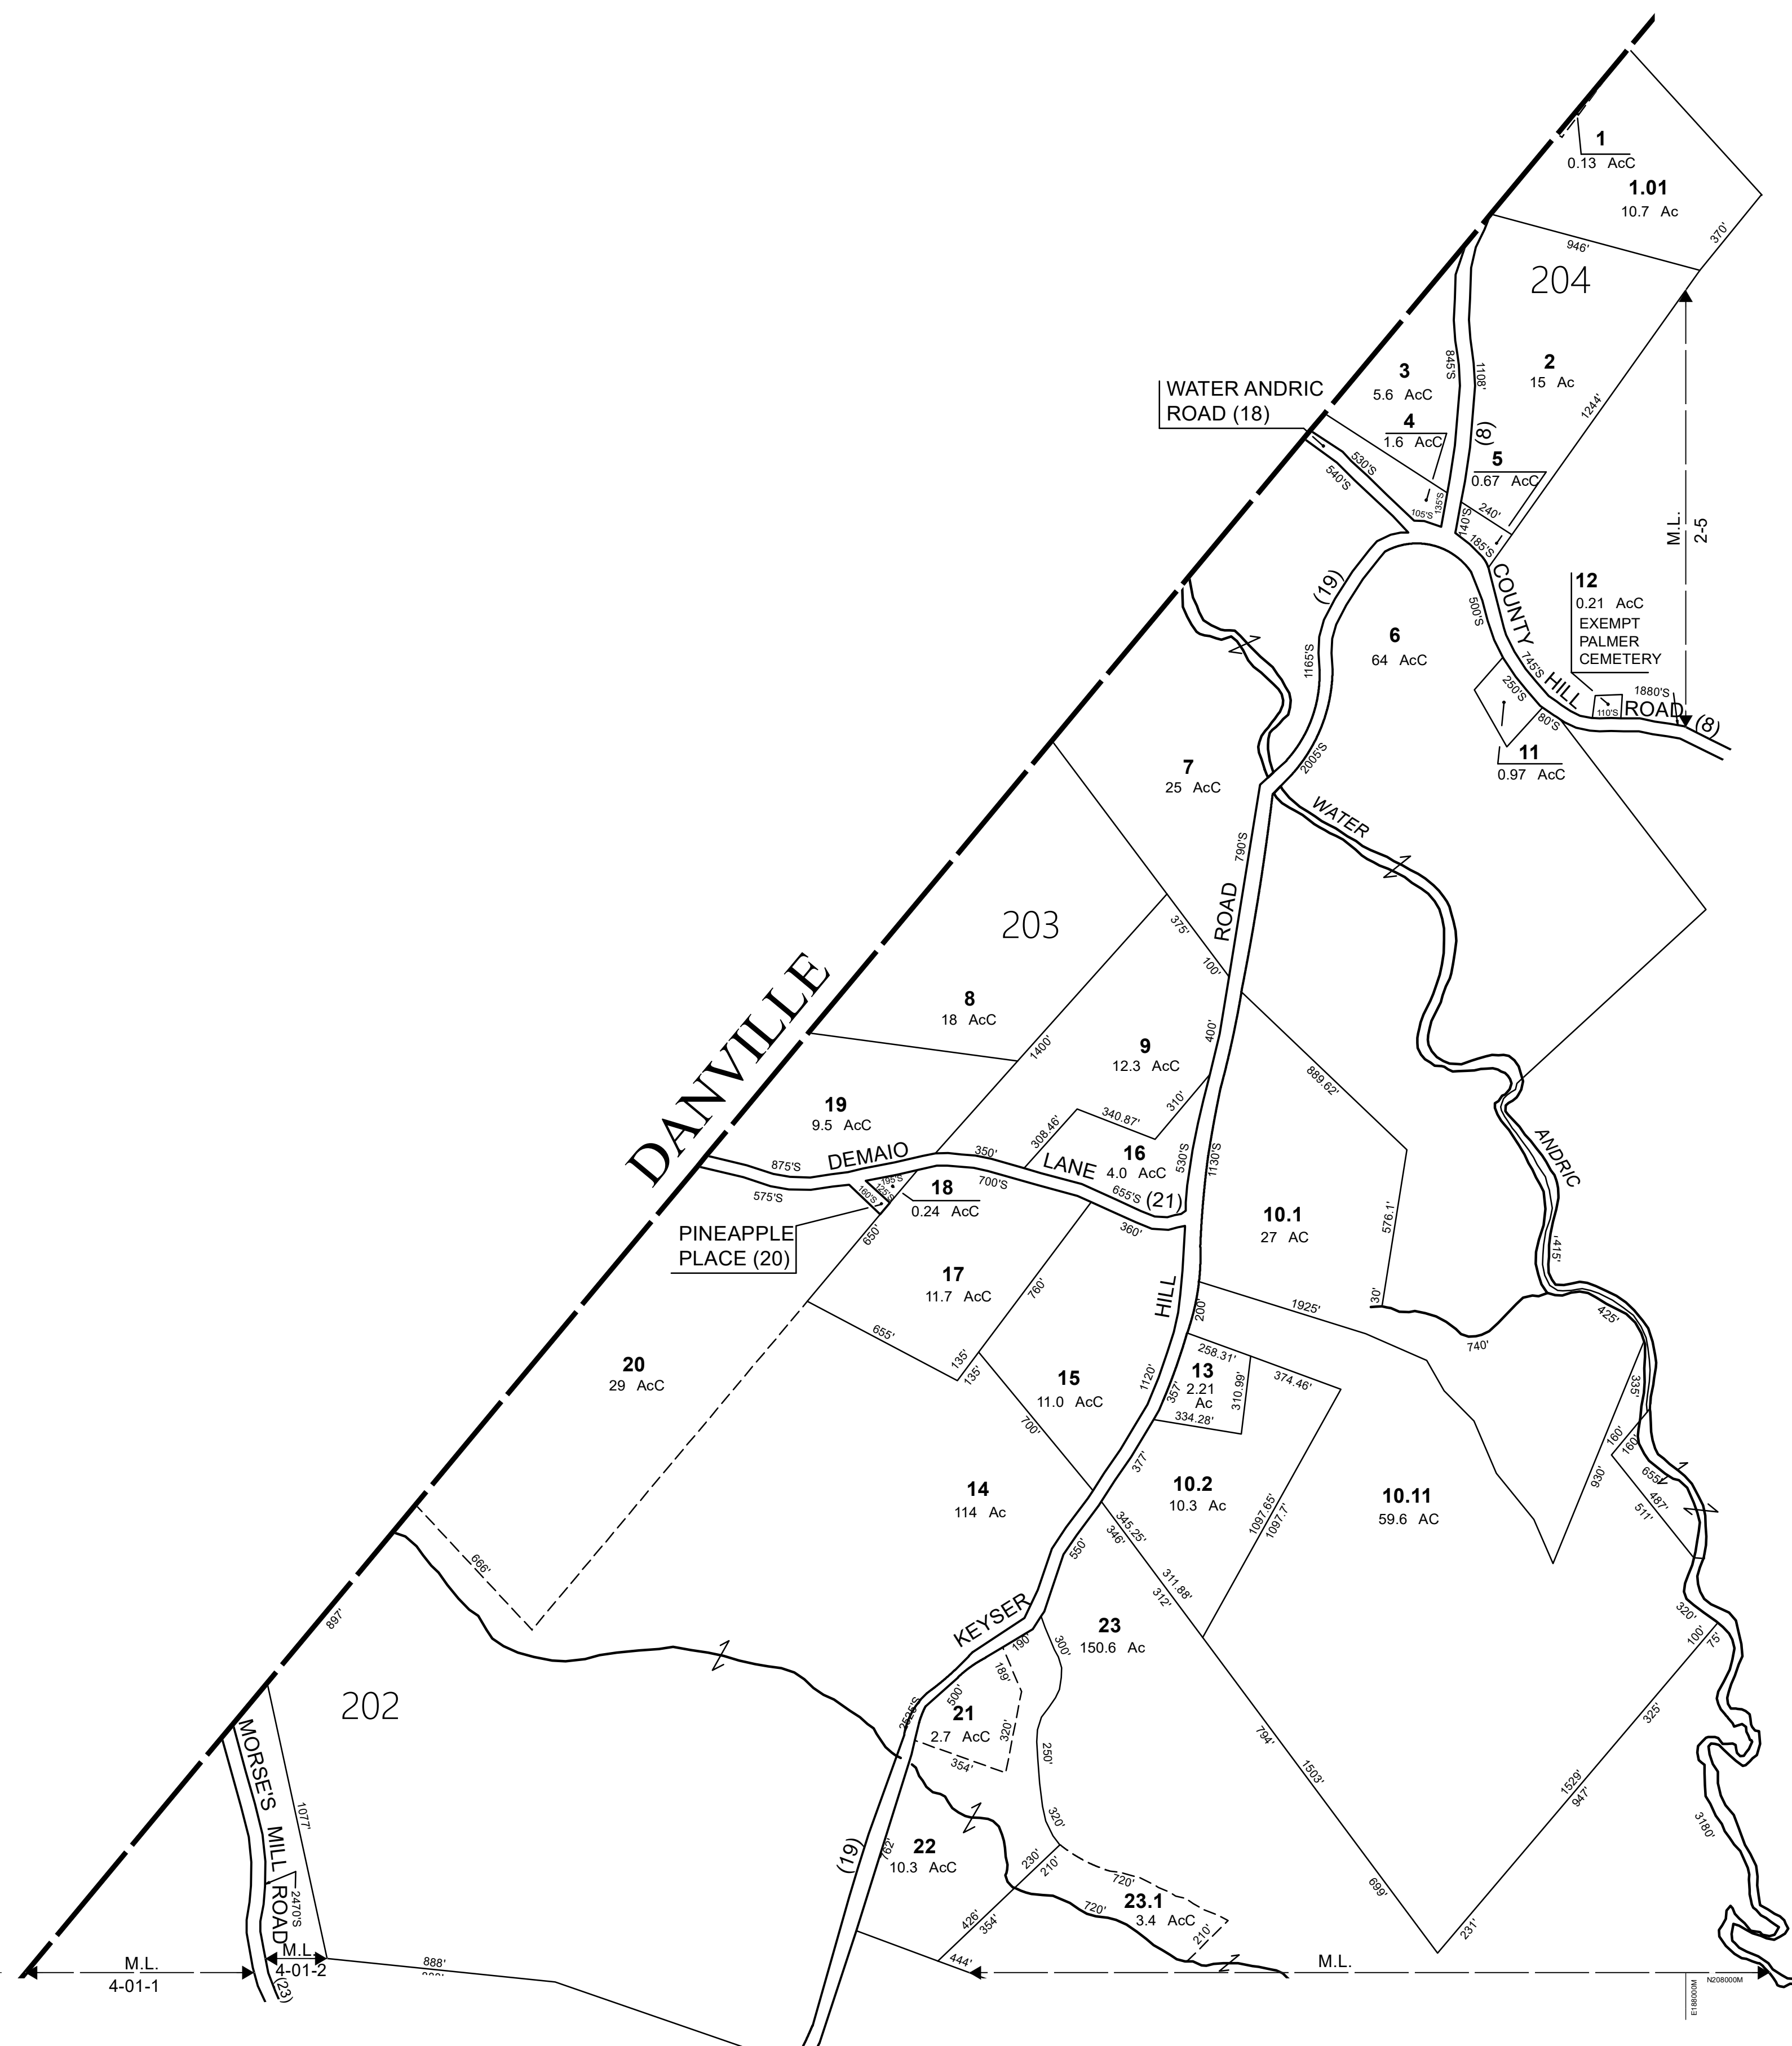 1
0.13 AcC
1.01
10.7 Ac
370'
946'
204
3
5.6 AcC
845'S
1108'
2
15 Ac
1244'
WATER ANDRIC
ROAD (18)
4
1.6 AcC
(8)
5
0.67 AcC
530'S
540'S
105'S
135'S
140'S
240'
185'S
M.L.
2-5
(19)
COUNTY
HILL
ROAD
(8)
12
0.21 AcC
EXEMPT
PALMER
CEMETERY
500'S
6
64 AcC
1165'S
745'S
250'S
80'S
110'S
1880'S
11
0.97 AcC
7
25 AcC
2005'S
WATER
790'S
ROAD
203
375'
100'
8
18 AcC
1400'
9
12.3 AcC
400'
889.62'
DANVILLE
19
9.5 AcC
308.46'
340.87'
310'
16
4.0 AcC
530'S
1130'S
ANDRIC
875'S
DEMAIO
350'
LANE
655'S
(21)
575'S
195'S
125'S
160'S
18
0.24 AcC
700'S
360'
PINEAPPLE
PLACE (20)
650'
10.1
27 AC
576.1'
415'
17
11.7 AcC
760'
HILL
200'
30'
1925'
740'
425'
655'
135'
135'
20
29 AcC
15
11.0 AcC
1120'
258.31'
13
2.21
Ac
357'
310.99'
334.28'
374.46'
335'
700'
377'
14
114 Ac
10.2
10.3 Ac
1097.65'
1097.7'
10.11
59.6 AC
930'
160'
160'
655'
487'
511'
345.25'
346'
550'
666'
311.88'
312'
897'
KEYSER
190'
300'
23
150.6 Ac
320'
100'
75'
189'
500'
202
2525'S
21
2.7 AcC
320'
354'
250'
794'
1503'
325'
1529'
947'
MORSE'S
MILL
ROAD
1077'
2470'S
320'
3180'
(19)
762'
22
10.3 AcC
230'
210'
720'
23.1
3.4 AcC
720'
210'
699'
426'
354'
444'
231'
M.L.
4-01-1
M.L.
4-01-2
(23)
888'
M.L.
E188000M
N208000M